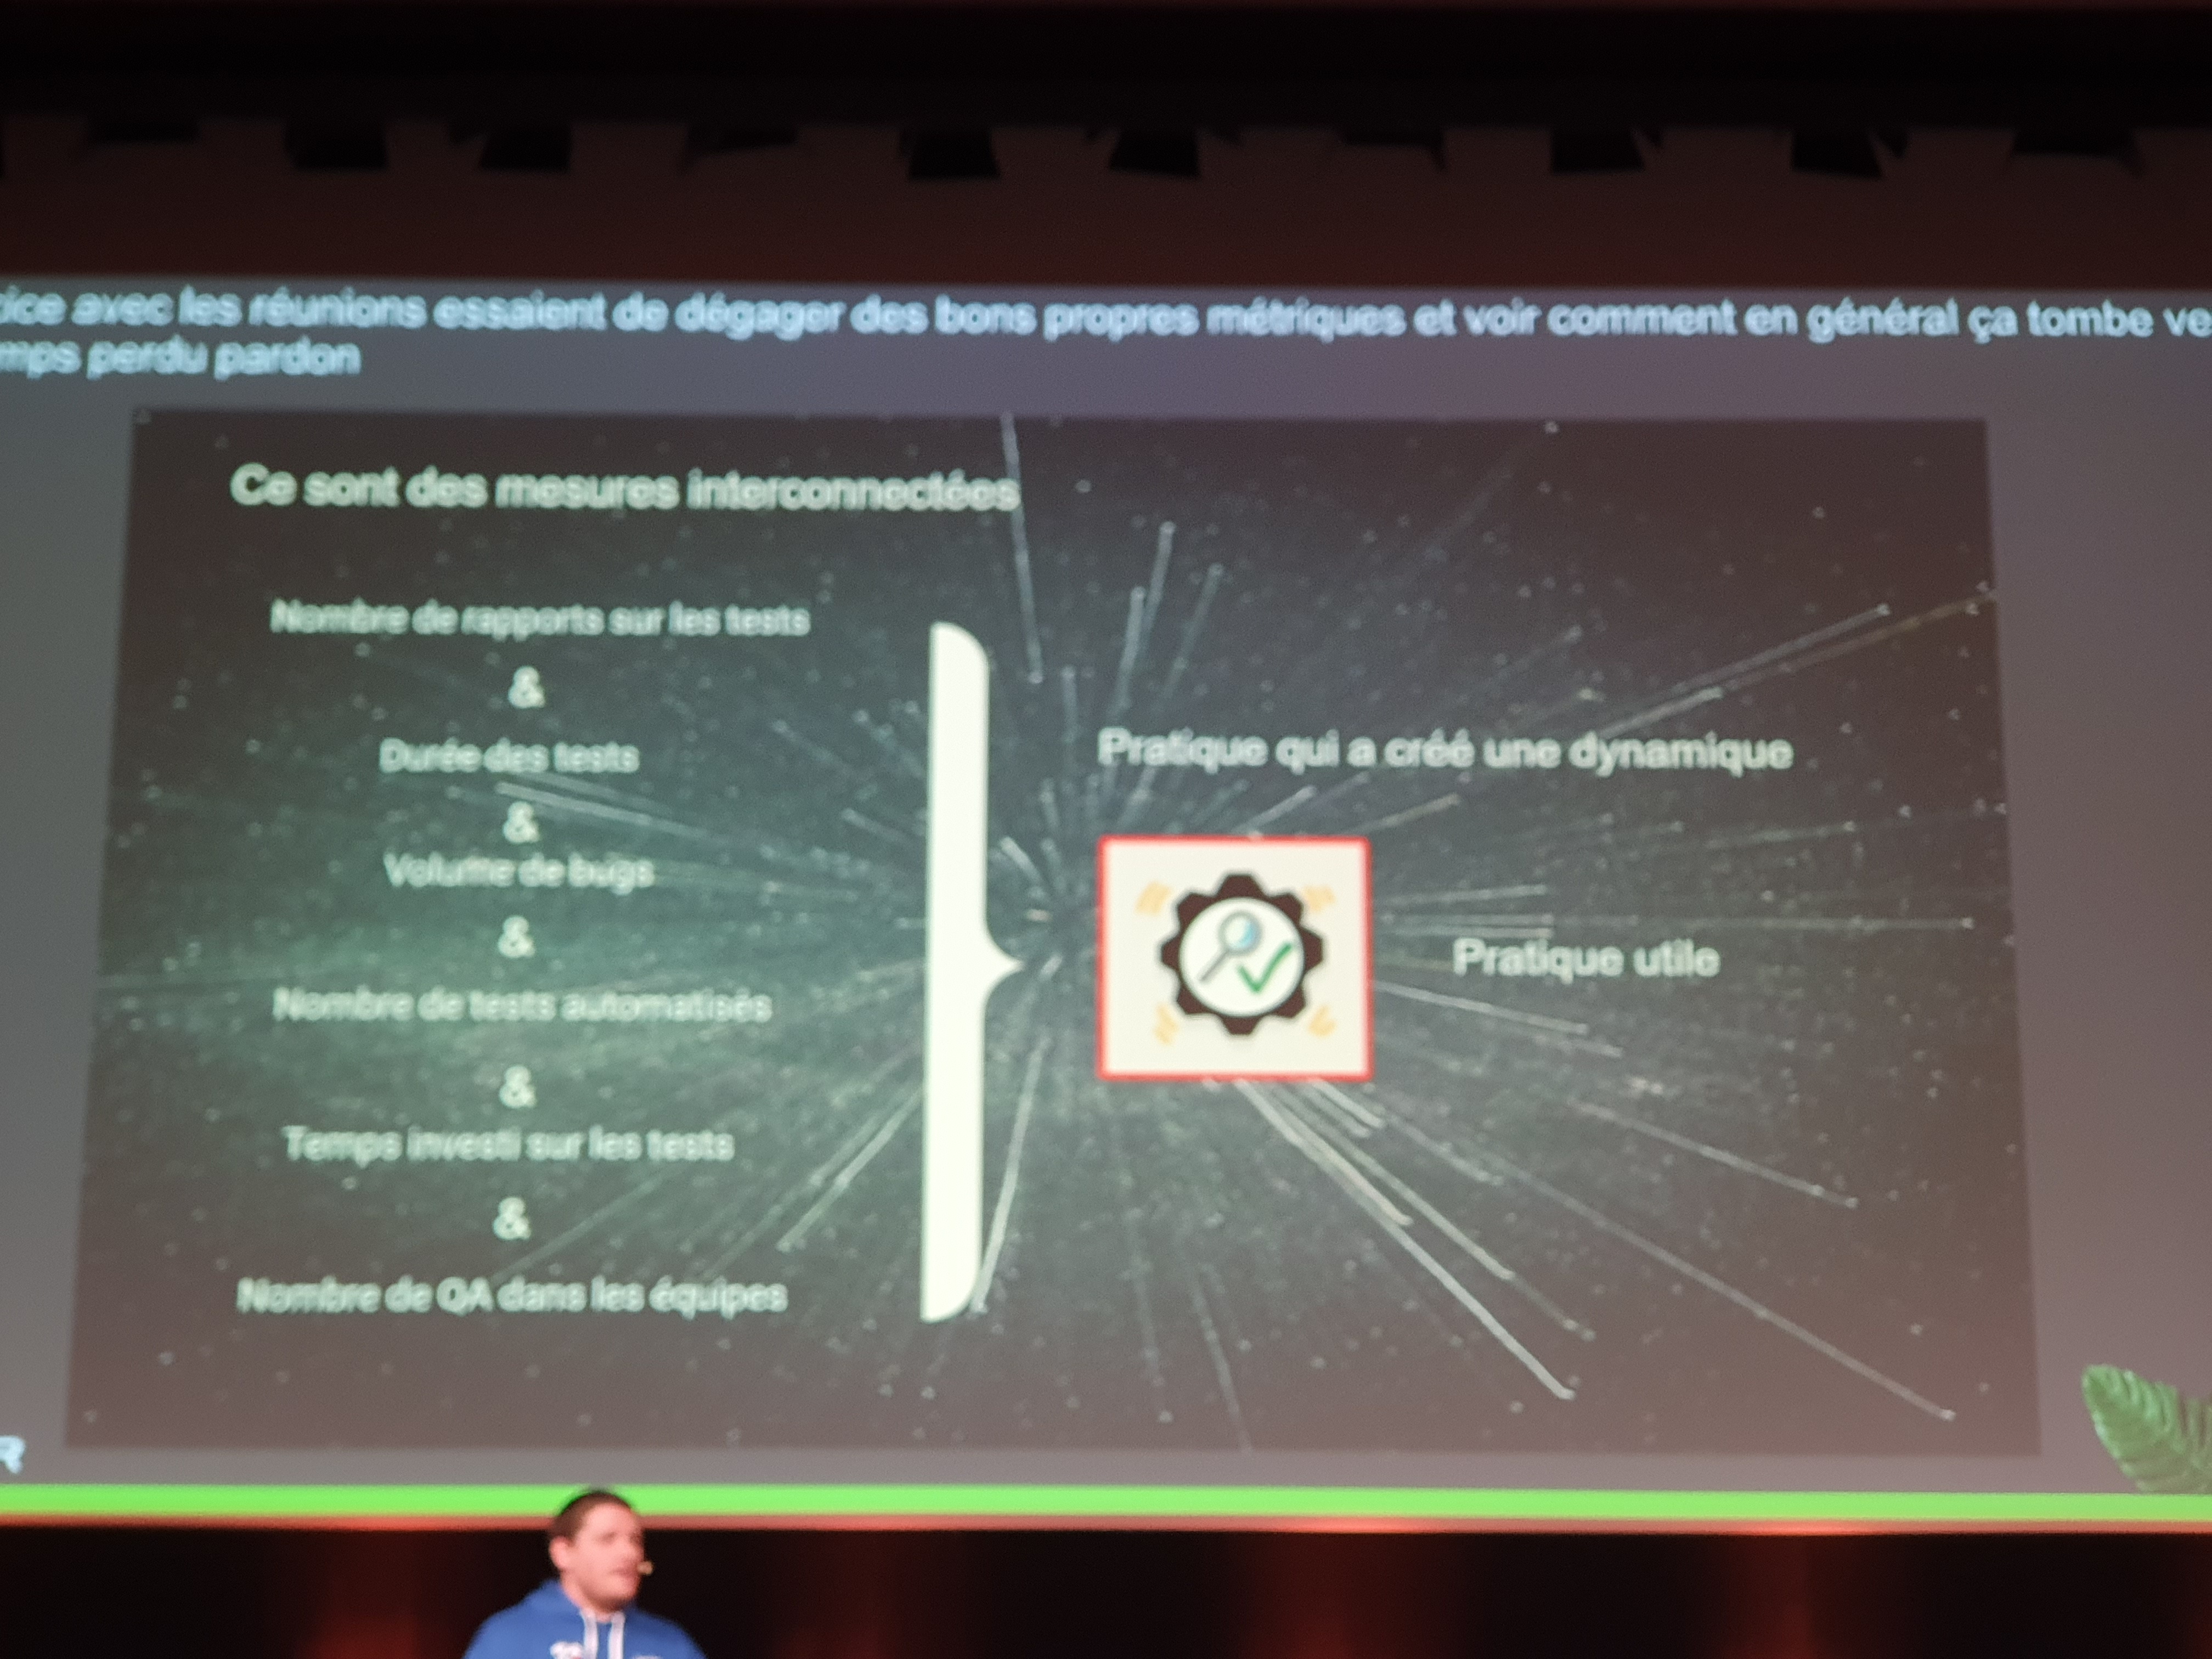 avec les réunions essaient de dégager des bons propres métriques et voir comment en général ça tombe
perdu pardon
Ce sont des mesures interconnectées
Nombre de rapports sur les tests
&
Durée des tests
&
Volume de bugs
&
Nombre de tests automatisés
&
Temps investi sur les tests
&
Nombre de QA dans les équipes
Pratique qui a créé une dynamique
Pratique utile